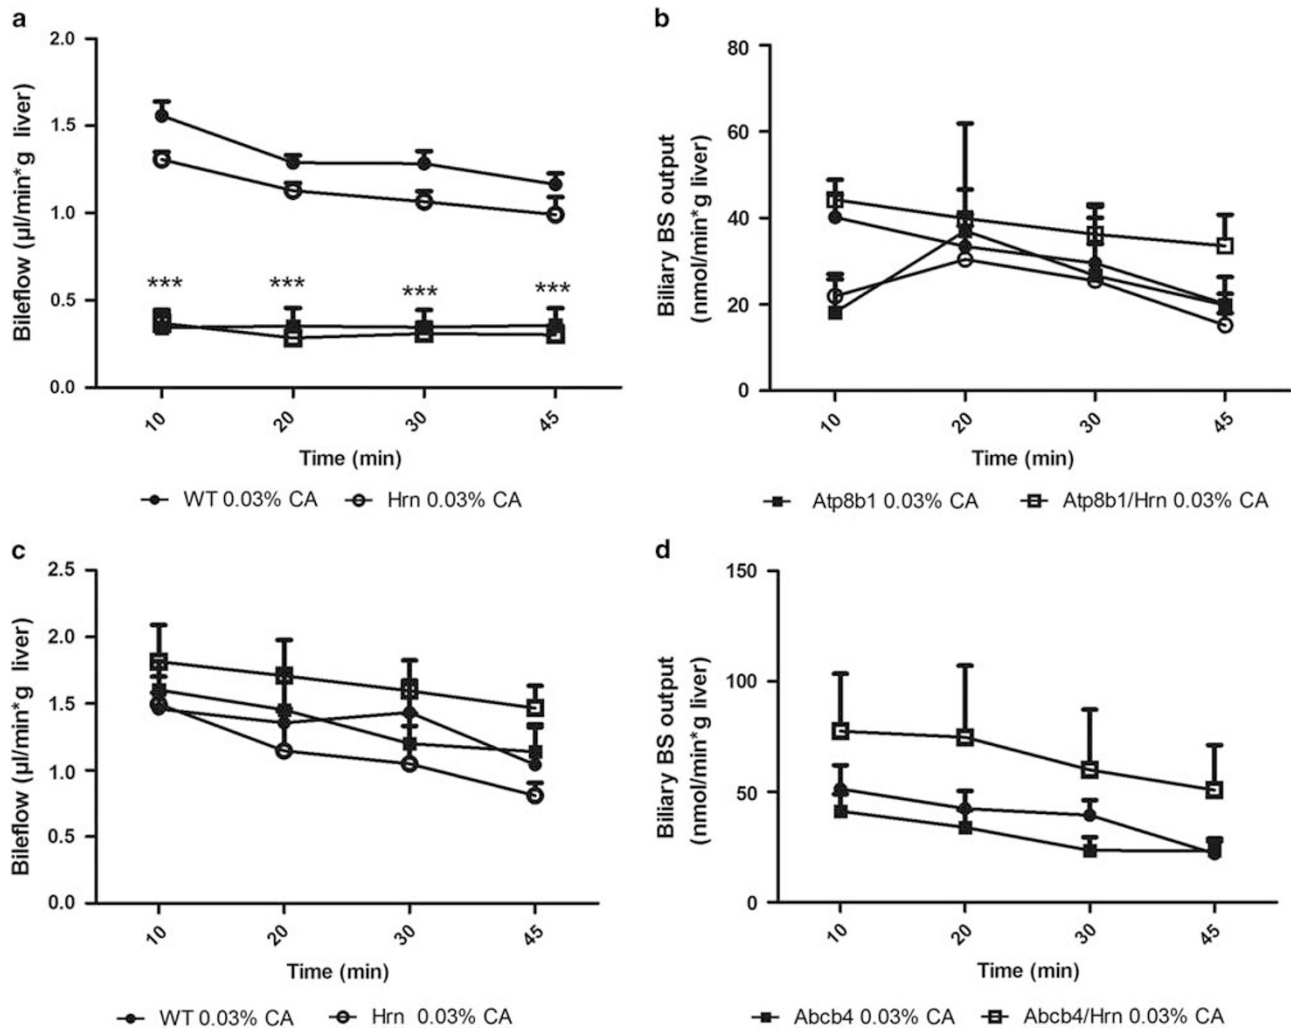 a
Bileflow (µl/min*g liver)
2.0
1.5
1.0
0.5
0.0
***
***
***
***
10
20
30
45
Time (min)
WT 0.03% CA
Hrn 0.03% CA
b
Biliary BS output
(nmol/min*g liver)
80
60
40
20
0
10
20
30
45
Time (min)
Atp8b1 0.03% CA
Atp8b1/Hrn 0.03% CA
c
Bileflow (µl/min*g liver)
2.5
2.0
1.5
1.0
0.5
0.0
10
20
30
45
Time (min)
WT 0.03% CA
Hrn 0.03% CA
d
Biliary BS output
(nmol/min*g liver)
150
100
50
0
10
20
30
45
Time (min)
Abcb4 0.03% CA
Abcb4/Hrn 0.03% CA